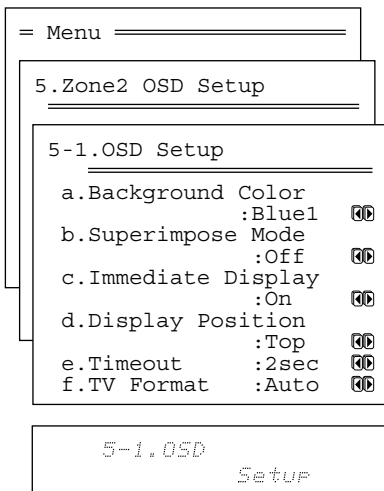 = Menu
5.Zone2 OSD Setup
5-1.OSD Setup
a.Background Color
:Blue1
b.Superimpose Mode
:Off
c.Immediate Display
:On
d.Display Position
:Top
e.Timeout :2sec
f.TV Format :Auto
5-1.OSD
Setup